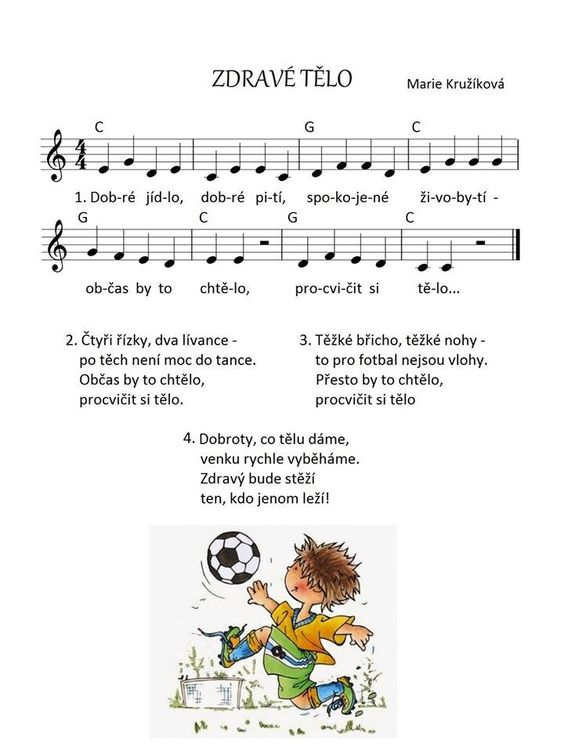 ZDRAVÉ TĚLO
Marie Kružíková
C G C
4
4
1. Dob-ré jíd-lo, dob-ré pi-tí, spo-ko-je-né ži-vo-by-tí -
G C G C
ob-čas by to chtě-lo, pro-cvi-čit si tě-lo...
2. Čtyři řízky, dva lívance -
po těch není moc do tance.
Občas by to chtělo,
procvičit si tělo.
3. Těžké břicho, těžké nohy -
to pro fotbal nejsou vlohy.
Přesto by to chtělo,
procvičit si tělo
4. Dobroty, co tělu dáme,
venku rychle vyběháme.
Zdravý bude stěží
ten, kdo jenom leží!